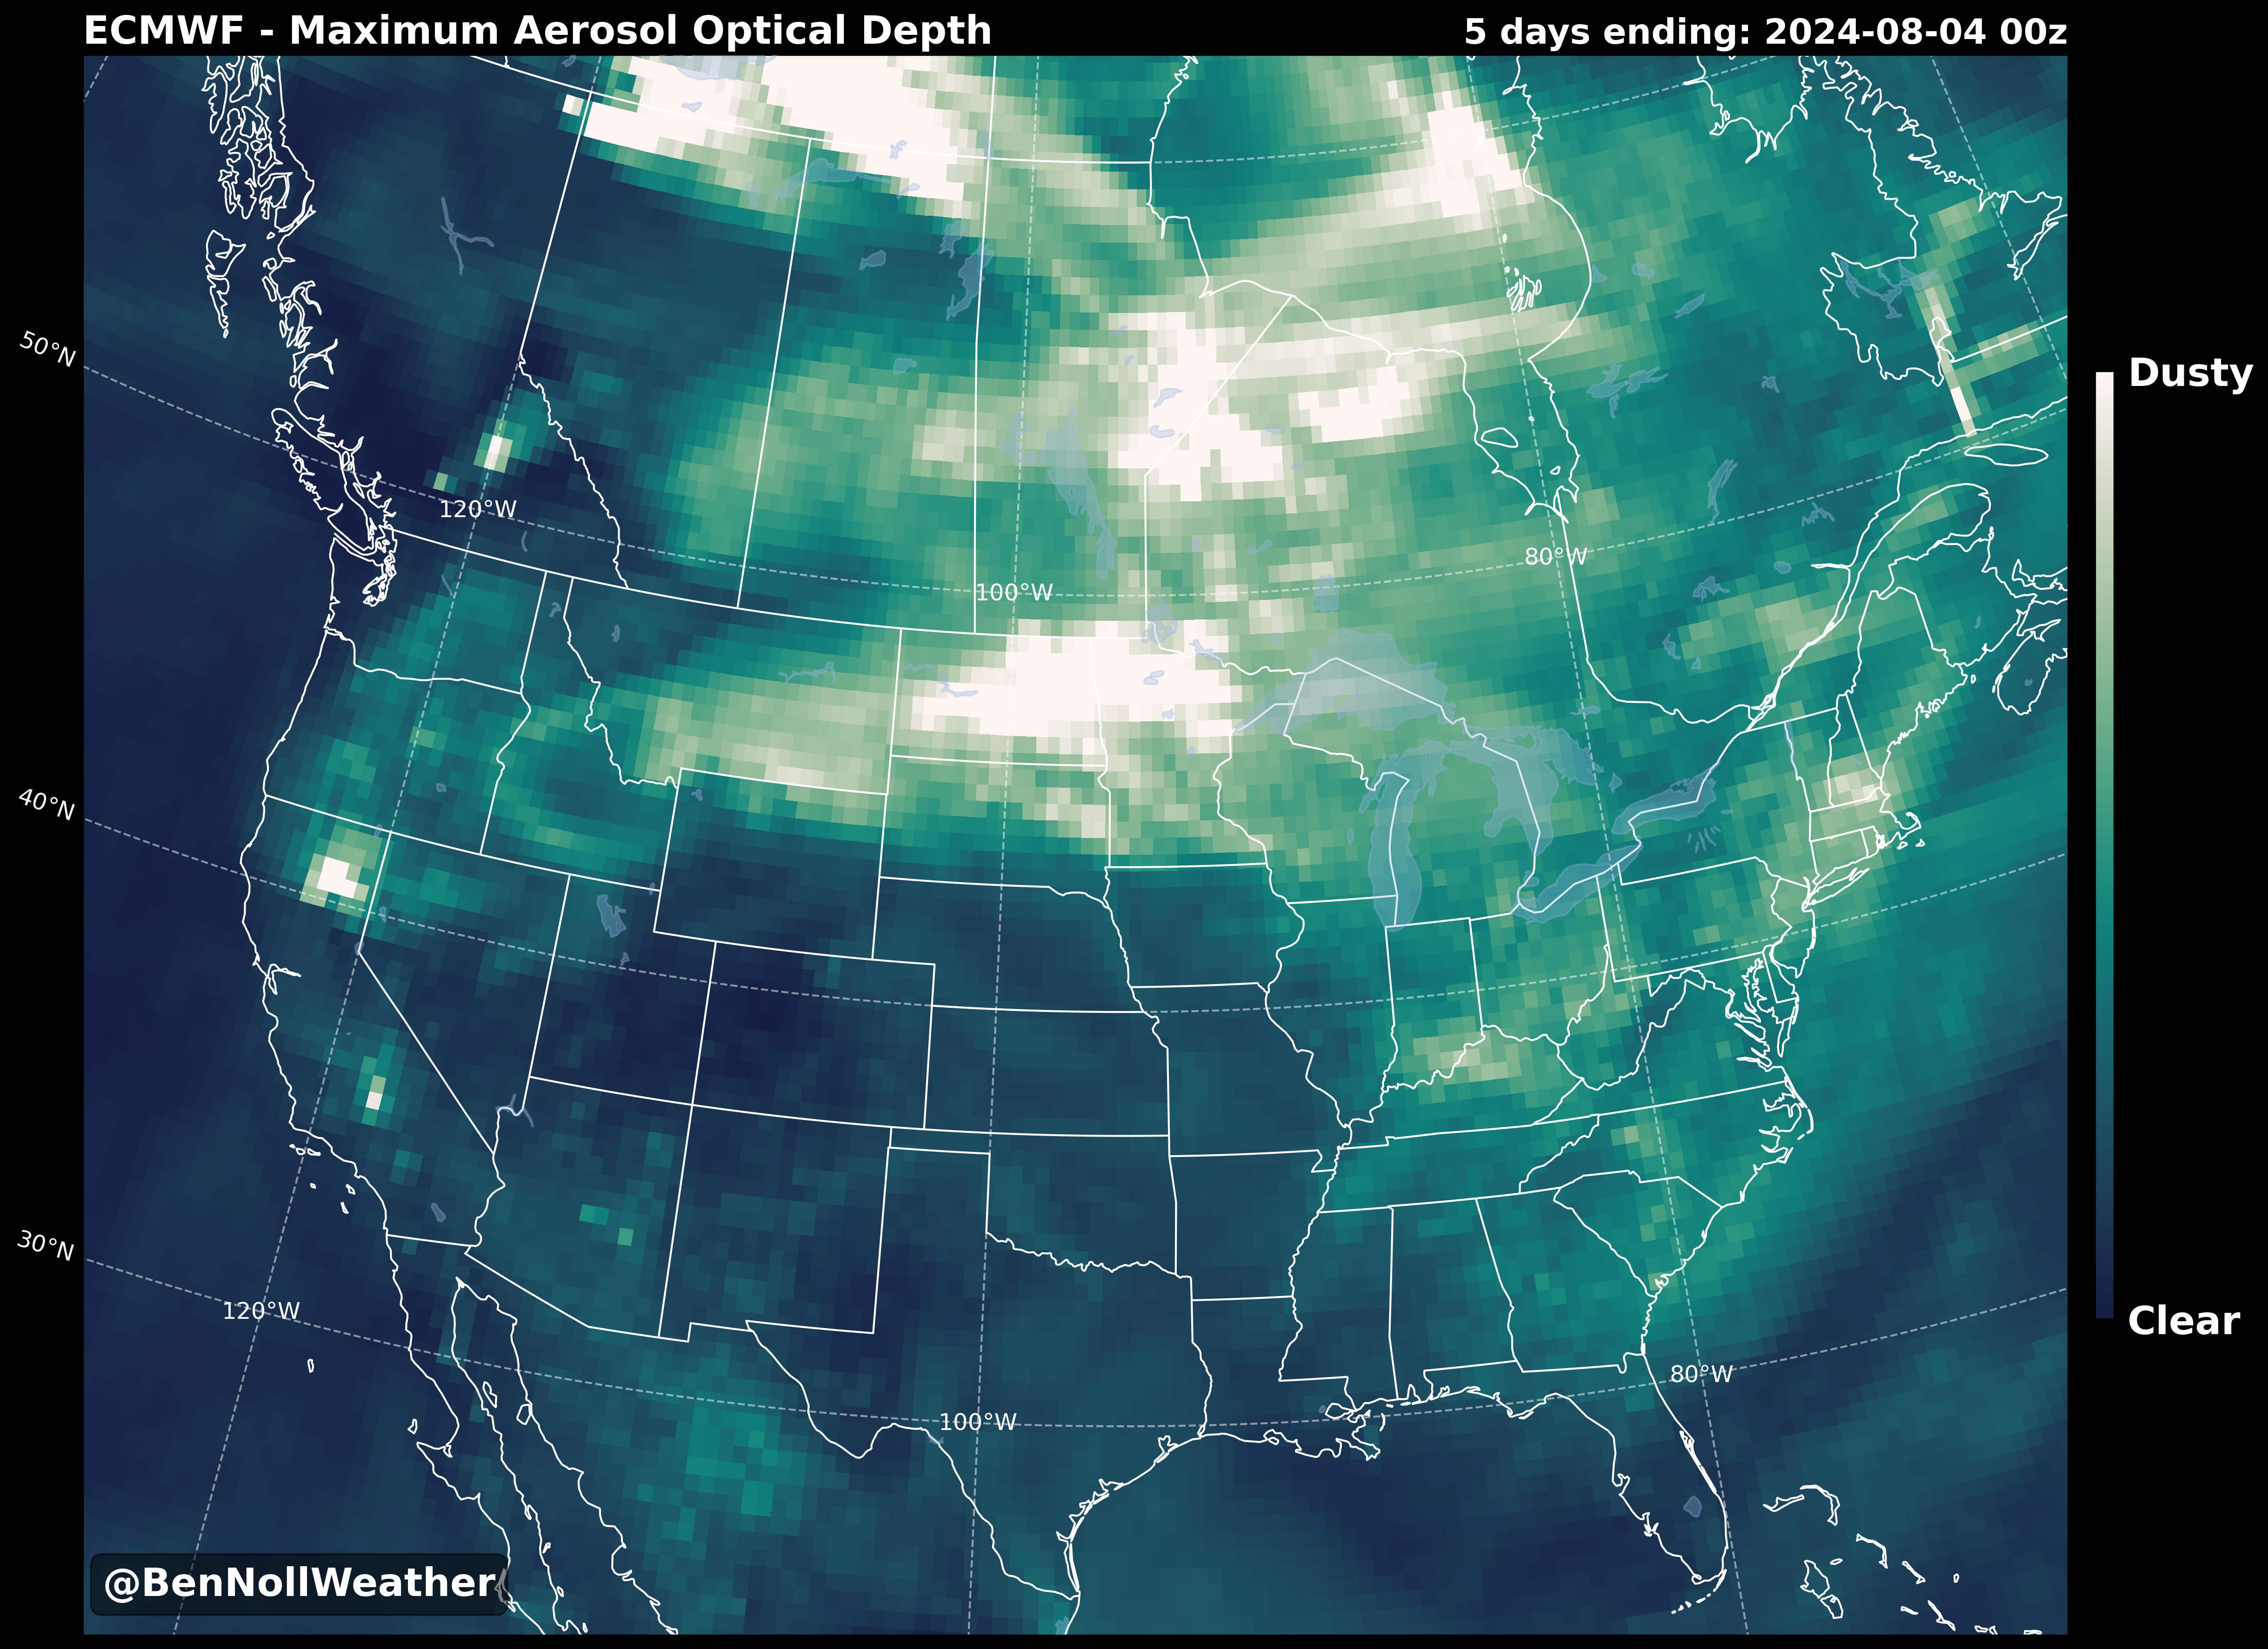 ECMWF - Maximum Aerosol Optical Depth
5 days ending: 2024-08-04 00z
50°N
Dusty
120°W
80°W
100°W
40°N
30°N
120°W
Clear
80°W
100°W
@BenNollWeather